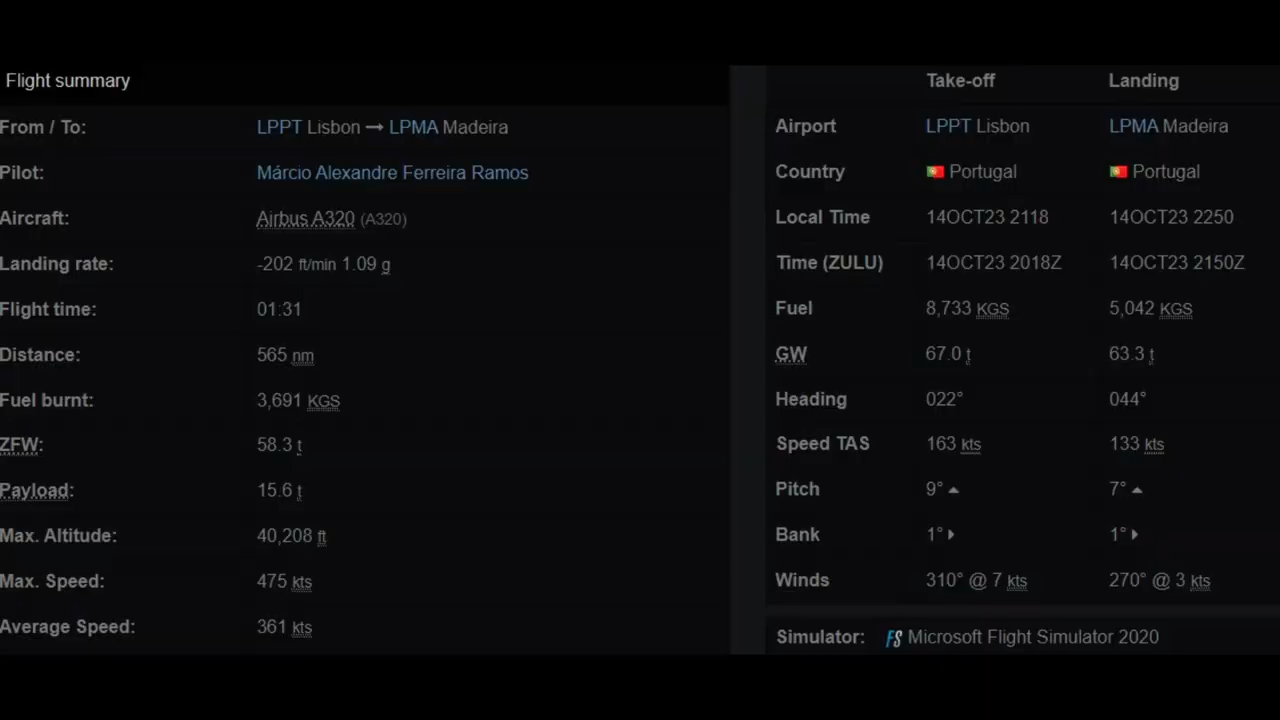 Flight summary
From / To: LPPT Lisbon → LPMA Madeira
Pilot: Márcio Alexandre Ferreira Ramos
Aircraft: Airbus A320 (A320)
Landing rate: -202 ft/min 1.09 g
Flight time: 01:31
Distance: 565 nm
Fuel burnt: 3,691 KGS
ZFW: 58.3 t
Payload: 15.6 t
Max. Altitude: 40,208 ft
Max. Speed: 475 kts
Average Speed: 361 kts
Take-off Landing
Airport LPPT Lisbon LPMA Madeira
Country Portugal Portugal
Local Time 14OCT23 2118 14OCT23 2250
Time (ZULU) 14OCT23 2018Z 14OCT23 2150Z
Fuel 8,733 KGS 5,042 KGS
GW 67.0 t 63.3 t
Heading 022° 044°
Speed TAS 163 kts 133 kts
Pitch 9° 7°
Bank 1° 1°
Winds 310° @ 7 kts 270° @ 3 kts
Simulator: FS Microsoft Flight Simulator 2020